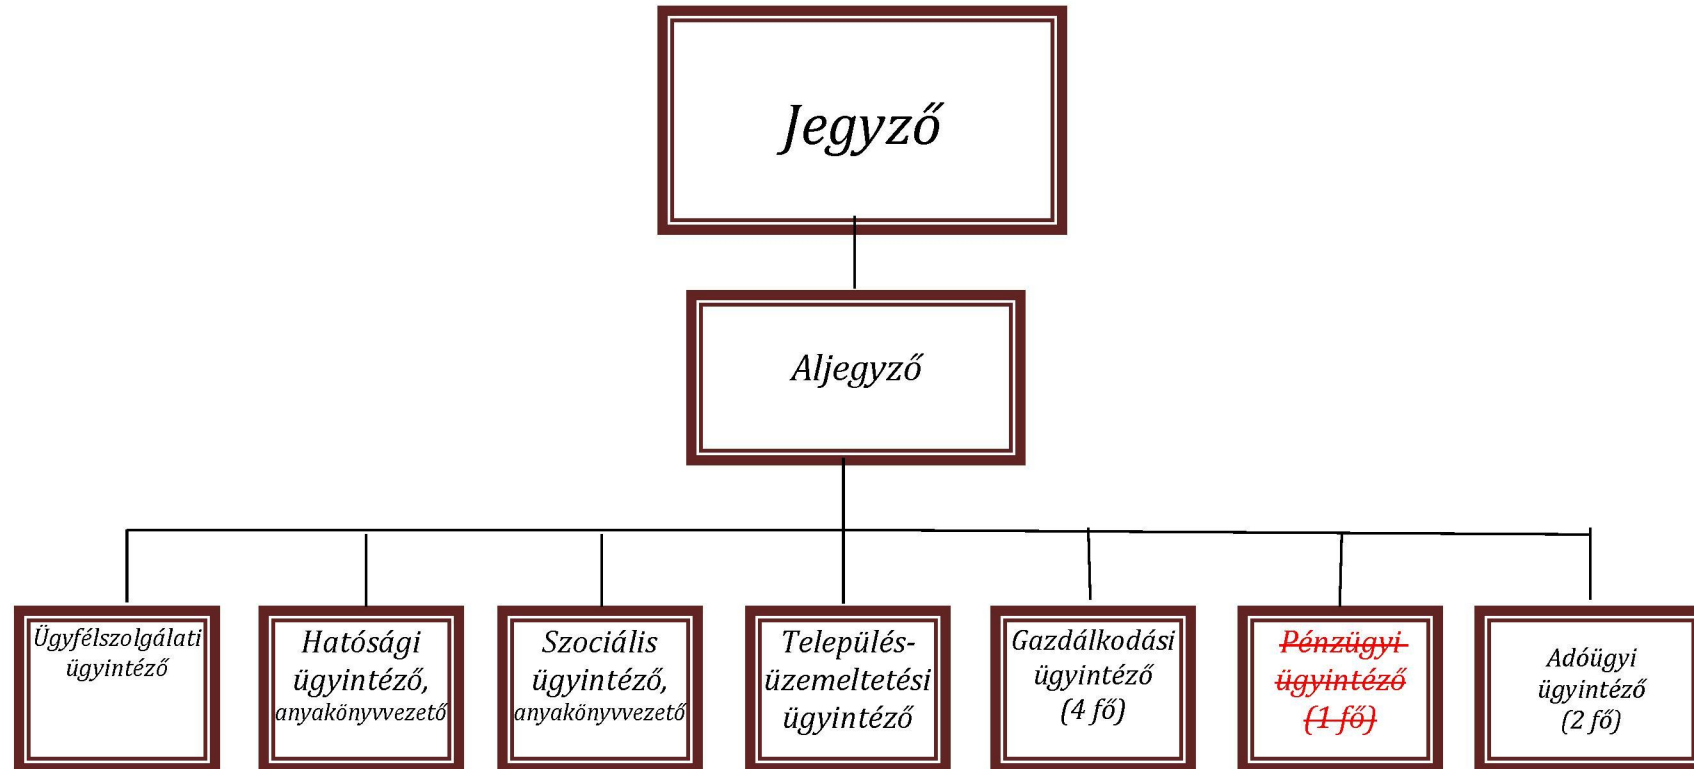 Jegyző
Aljegyző
Ügyfélszolgálati
ügyintéző
Hatósági
ügyintéző,
anyakönyvvezető
Szociális
ügyintéző,
anyakönyvvezető
Település-
üzemeltetési
ügyintéző
Gazdálkodási
ügyintéző
(4 fő)
Pénzügyi
ügyintéző
(1 fő)
Adóügyi
ügyintéző
(2 fő)